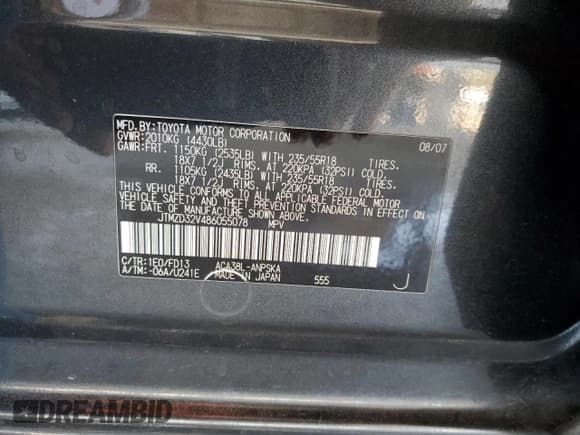 MFD. BY: TOYOTA MOTOR CORPORATION 08/07
GVWR: 2010KG (4430LB)
GAWR: FRT. 1150KG (2535LB) WITH 235/55R18 TIRES.
18X7 1/2J RIMS. AT 220KPA (32PSI) COLD.
RR. 1105KG (2435LB) WITH 235/55R18 TIRES.
18X7 1/2J RIMS. AT 220KPA (32PSI) COLD.
THIS VEHICLE CONFORMS TO ALL APPLICABLE FEDERAL MOTOR
VEHICLE SAFETY AND THEFT PREVENTION STANDARDS IN EFFECT ON
THE DATE OF MANUFACTURE SHOWN ABOVE.
JTMZD32V486055078 MPV
C/TR: 1E0/FD13 ACA38L-ANPSKA
A/TM: -06A/U241E MADE IN JAPAN 555 J
DREAMBID